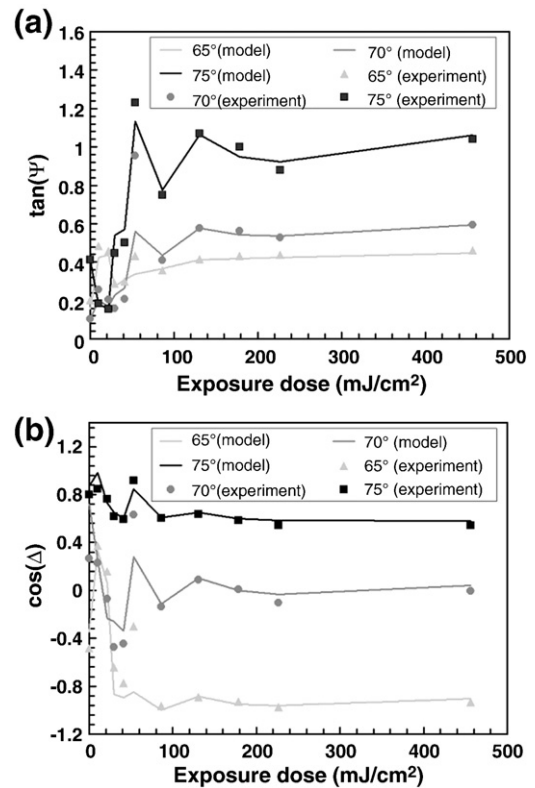 (a)
1.6
1.4
1.2
1
0.8
0.6
0.4
0.2
0
tan(Ψ)
65°(model)
70° (model)
75°(model)
65° (experiment)
70°(experiment)
75° (experiment)
0 100 200 300 400 500
Exposure dose (mJ/cm²)
(b)
1.2
0.8
0.4
0
-0.4
-0.8
-1.2
cos(Δ)
65°(model)
70° (model)
75°(model)
65° (experiment)
70°(experiment)
75° (experiment)
0 100 200 300 400 500
Exposure dose (mJ/cm²)